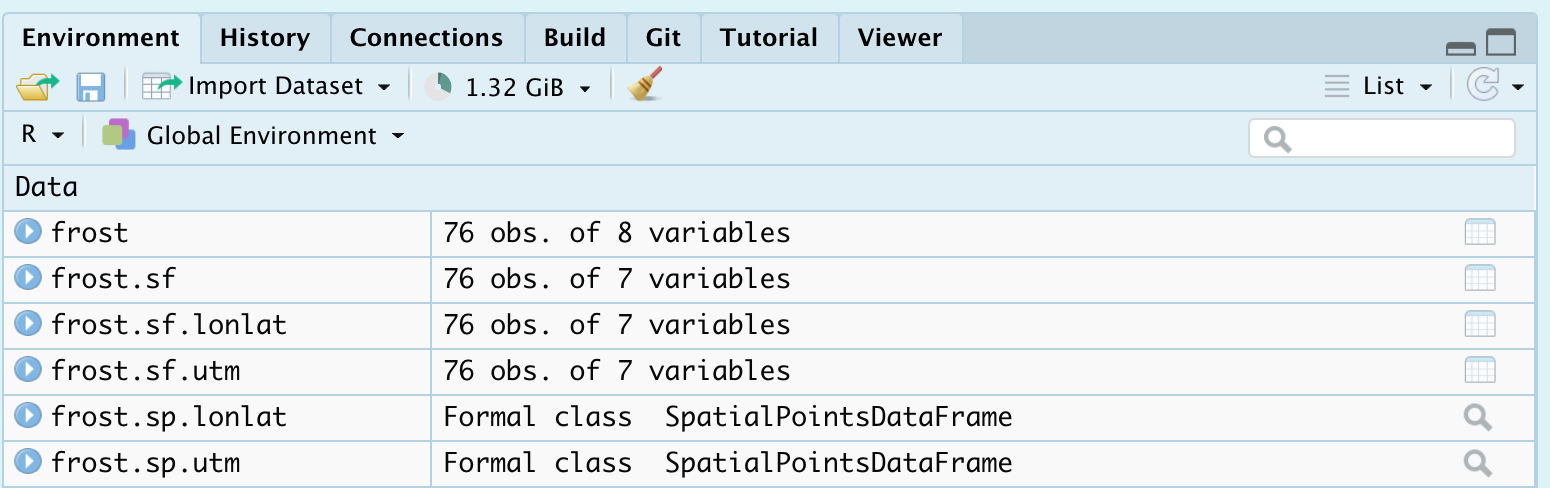 Environment History Connections Build Git Tutorial Viewer
Import Dataset 1.32 GiB List
R Global Environment
Data
frost 76 obs. of 8 variables
frost.sf 76 obs. of 7 variables
frost.sf.lonlat 76 obs. of 7 variables
frost.sf.utm 76 obs. of 7 variables
frost.sp.lonlat Formal class SpatialPointsDataFrame
frost.sp.utm Formal class SpatialPointsDataFrame